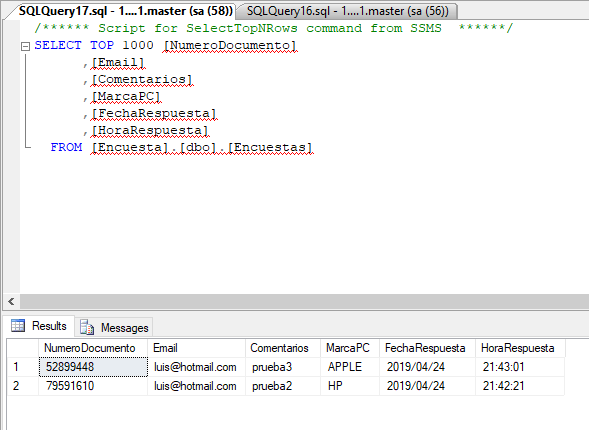 SQLQuery17.sql - 1....1.master (sa (58)) SQLQuery16.sql - 1....1.master (sa (56))
/****** Script for SelectTopNRows command from SSMS  ******/
SELECT TOP 1000 [NumeroDocumento]
,[Email]
,[Comentarios]
,[MarcaPC]
,[FechaRespuesta]
,[HoraRespuesta]
FROM [Encuesta].[dbo].[Encuestas]
Results Messages
NumeroDocumento Email Comentarios MarcaPC FechaRespuesta HoraRespuesta
1 52899448 luis@hotmail.com prueba3 APPLE 2019/04/24 21:43:01
2 79591610 luis@hotmail.com prueba2 HP 2019/04/24 21:42:21